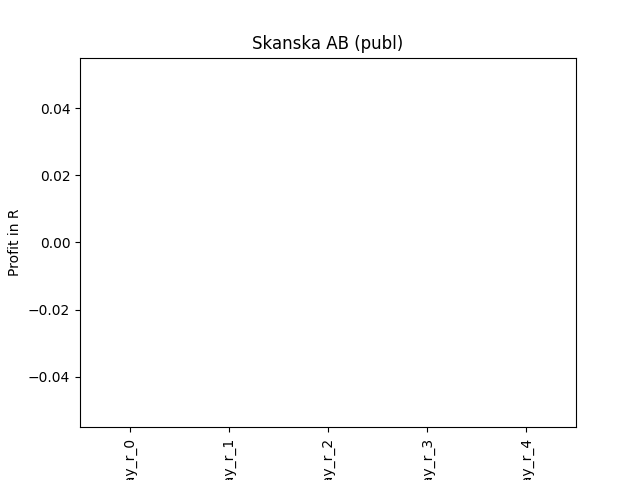 Skanska AB (publ)
Profit in R
0.04
0.02
0.00
−0.02
−0.04
ay_r_0
ay_r_1
ay_r_2
ay_r_3
ay_r_4